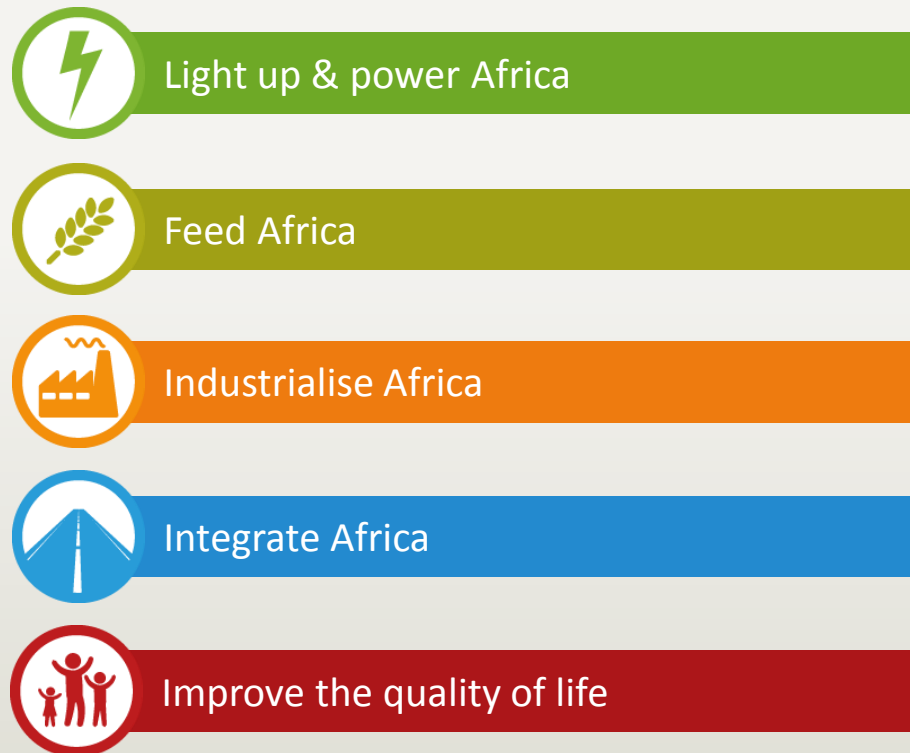 Light up & power Africa
Feed Africa
Industrialise Africa
Integrate Africa
Improve the quality of life